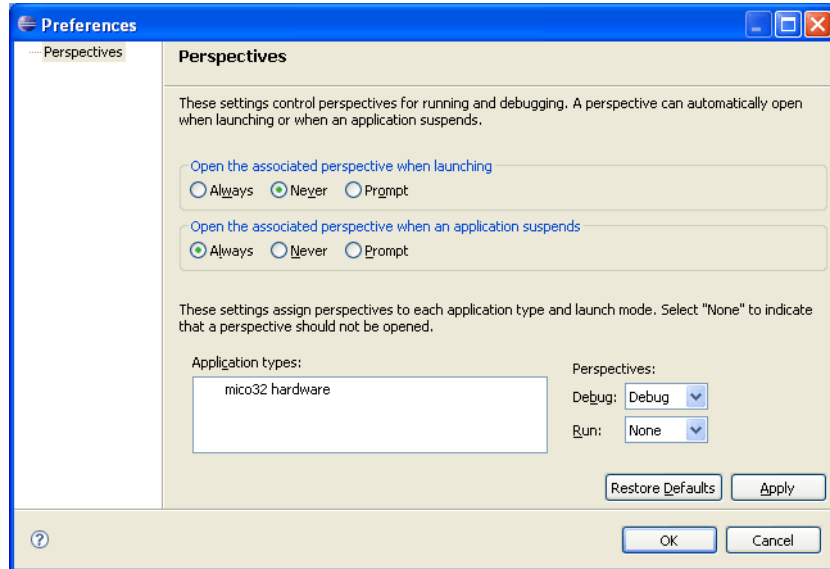 Preferences
Perspectives
Perspectives
These settings control perspectives for running and debugging. A perspective can automatically open
when launching or when an application suspends.
Open the associated perspective when launching
Always Never Prompt
Open the associated perspective when an application suspends
Always Never Prompt
These settings assign perspectives to each application type and launch mode. Select "None" to indicate
that a perspective should not be opened.
Application types:
mico32 hardware
Perspectives:
Debug: Debug
Run: None
Restore Defaults Apply
? OK Cancel